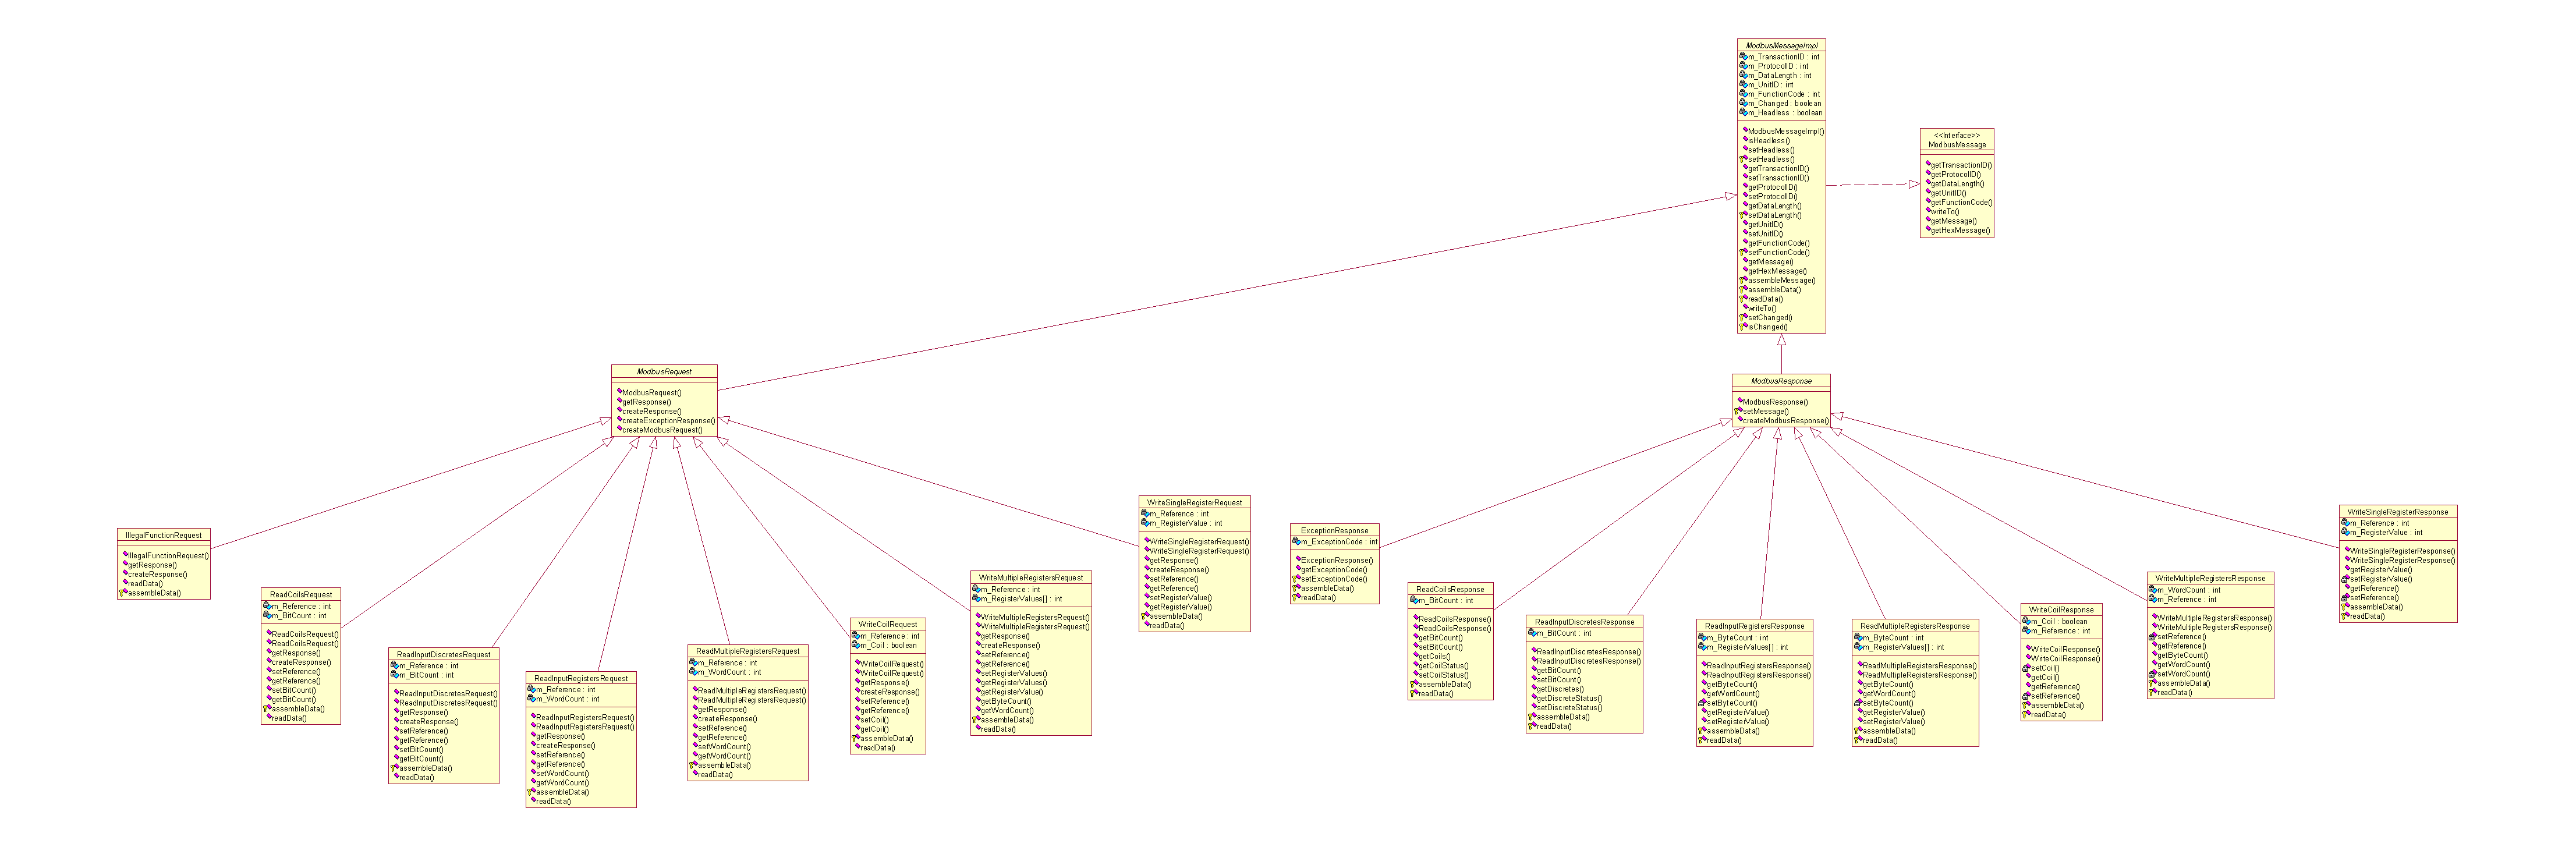 ModbusMessageImpl
m_TransactionID : int
m_ProtocolID : int
m_DataLength : int
m_UnitID : int
m_FunctionCode : int
m_Changed : boolean
m_Headless : boolean
ModbusMessageImpl()
isHeadless()
setHeadless()
setHeadless()
getTransactionID()
setTransactionID()
getProtocolID()
setProtocolID()
getDataLength()
setDataLength()
getUnitID()
setUnitID()
getFunctionCode()
setFunctionCode()
getMessage()
getHexMessage()
assembleMessage()
assembleData()
readData()
writeTo()
setChanged()
isChanged()
<<Interface>>
ModbusMessage
getTransactionID()
getProtocolID()
getDataLength()
getUnitID()
getFunctionCode()
writeTo()
getMessage()
getHexMessage()
ModbusRequest
ModbusRequest()
getResponse()
createResponse()
createExceptionResponse()
createModbusRequest()
ModbusResponse
ModbusResponse()
setMessage()
createModbusResponse()
IllegalFunctionRequest
IllegalFunctionRequest()
getResponse()
createResponse()
readData()
assembleData()
ReadCoilsRequest
m_Reference : int
m_BitCount : int
ReadCoilsRequest()
ReadCoilsRequest()
getResponse()
createResponse()
setReference()
getReference()
setBitCount()
getBitCount()
assembleData()
readData()
ReadInputDiscretesRequest
m_Reference : int
m_BitCount : int
ReadInputDiscretesRequest()
ReadInputDiscretesRequest()
getResponse()
createResponse()
setReference()
getReference()
setBitCount()
getBitCount()
assembleData()
readData()
ReadInputRegistersRequest
m_Reference : int
m_WordCount : int
ReadInputRegistersRequest()
ReadInputRegistersRequest()
getResponse()
createResponse()
setReference()
getReference()
setWordCount()
getWordCount()
assembleData()
readData()
ReadMultipleRegistersRequest
m_Reference : int
m_WordCount : int
ReadMultipleRegistersRequest()
ReadMultipleRegistersRequest()
getResponse()
createResponse()
setReference()
getReference()
setWordCount()
getWordCount()
assembleData()
readData()
WriteCoilRequest
m_Reference : int
m_Coil : boolean
WriteCoilRequest()
WriteCoilRequest()
getResponse()
createResponse()
setReference()
getReference()
setCoil()
getCoil()
assembleData()
readData()
WriteMultipleRegistersRequest
m_Reference : int
m_RegisterValues[] : int
WriteMultipleRegistersRequest()
WriteMultipleRegistersRequest()
getResponse()
createResponse()
setReference()
getReference()
setRegisterValues()
getRegisterValues()
getRegisterValue()
getByteCount()
getWordCount()
assembleData()
readData()
WriteSingleRegisterRequest
m_Reference : int
m_RegisterValue : int
WriteSingleRegisterRequest()
WriteSingleRegisterRequest()
getResponse()
createResponse()
setReference()
getReference()
setRegisterValue()
getRegisterValue()
assembleData()
readData()
ExceptionResponse
m_ExceptionCode : int
ExceptionResponse()
getExceptionCode()
setExceptionCode()
assembleData()
readData()
ReadCoilsResponse
m_BitCount : int
ReadCoilsResponse()
ReadCoilsResponse()
getBitCount()
setBitCount()
getCoils()
getCoilStatus()
setCoilStatus()
assembleData()
readData()
ReadInputDiscretesResponse
m_BitCount : int
ReadInputDiscretesResponse()
ReadInputDiscretesResponse()
getBitCount()
setBitCount()
getDiscretes()
getDiscreteStatus()
setDiscreteStatus()
assembleData()
readData()
ReadInputRegistersResponse
m_ByteCount : int
m_RegisterValues[] : int
ReadInputRegistersResponse()
ReadInputRegistersResponse()
getByteCount()
getWordCount()
setByteCount()
getRegisterValue()
setRegisterValue()
assembleData()
readData()
ReadMultipleRegistersResponse
m_ByteCount : int
m_RegisterValues[] : int
ReadMultipleRegistersResponse()
ReadMultipleRegistersResponse()
getByteCount()
getWordCount()
setByteCount()
getRegisterValue()
setRegisterValue()
assembleData()
readData()
WriteCoilResponse
m_Coil : boolean
m_Reference : int
WriteCoilResponse()
WriteCoilResponse()
setCoil()
getCoil()
getReference()
setReference()
assembleData()
readData()
WriteMultipleRegistersResponse
m_WordCount : int
m_Reference : int
WriteMultipleRegistersResponse()
WriteMultipleRegistersResponse()
setReference()
getReference()
getByteCount()
getWordCount()
setWordCount()
assembleData()
readData()
WriteSingleRegisterResponse
m_Reference : int
m_RegisterValue : int
WriteSingleRegisterResponse()
WriteSingleRegisterResponse()
getRegisterValue()
setRegisterValue()
getReference()
setReference()
assembleData()
readData()